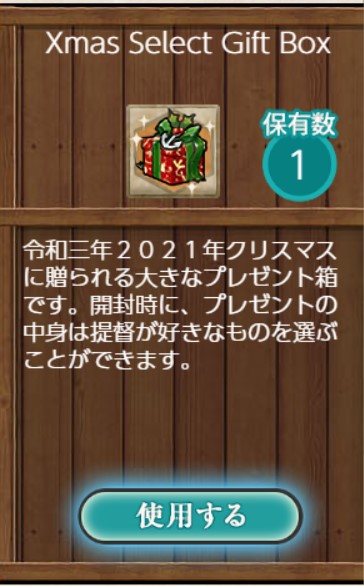 Xmas Select Gift Box
保有数
1
令和三年２０２１年クリスマス
に贈られる大きなプレゼント箱
です。開封時に、プレゼントの
中身は提督が好きなものを選ぶ
ことができます。
使用する